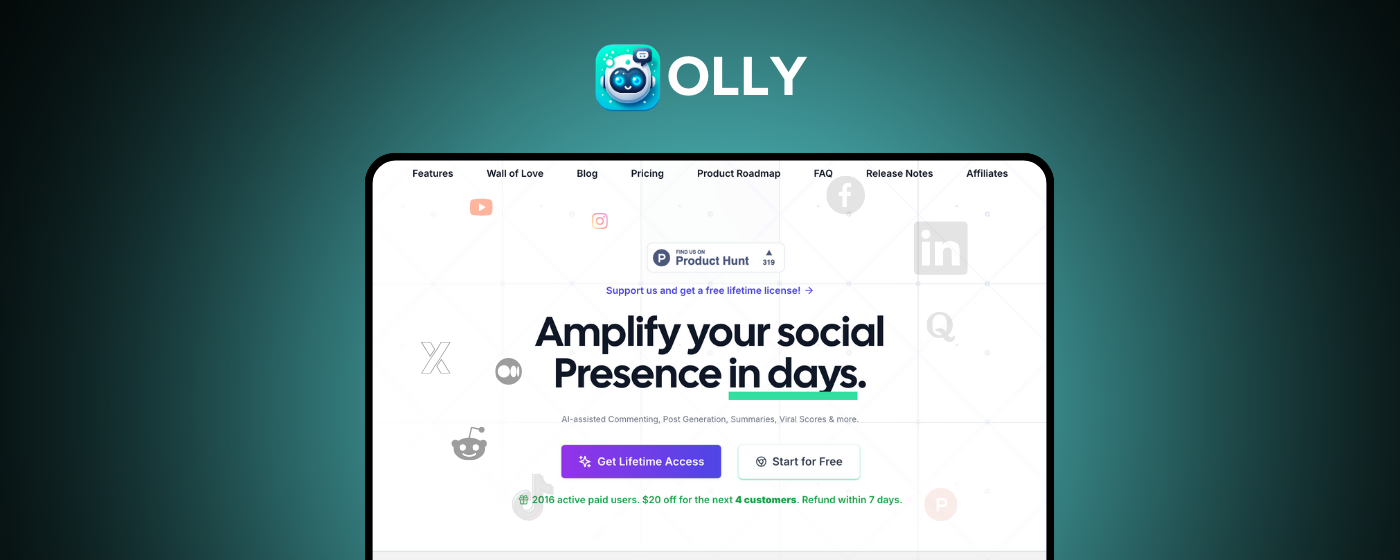 OLLY
Features Wall of Love Blog Pricing Product Roadmap FAQ Release Notes Affiliates
FIND US ON
Product Hunt
319
Support us and get a free lifetime license! →
Amplify your social
Presence in days.
AI-assisted Commenting, Post Generation, Summaries, Viral Scores & more.
Get Lifetime Access Start for Free
2016 active paid users. $20 off for the next 4 customers. Refund within 7 days.